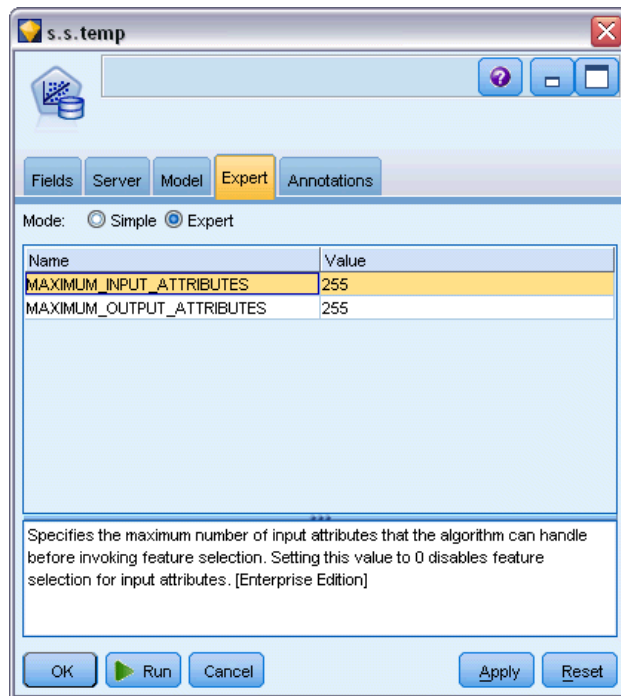 s.s.temp
Fields Server Model Expert Annotations
Mode: Simple Expert
Name Value
MAXIMUM_INPUT_ATTRIBUTES 255
MAXIMUM_OUTPUT_ATTRIBUTES 255
Specifies the maximum number of input attributes that the algorithm can handle
before invoking feature selection. Setting this value to 0 disables feature
selection for input attributes. [Enterprise Edition]
OK Run Cancel Apply Reset